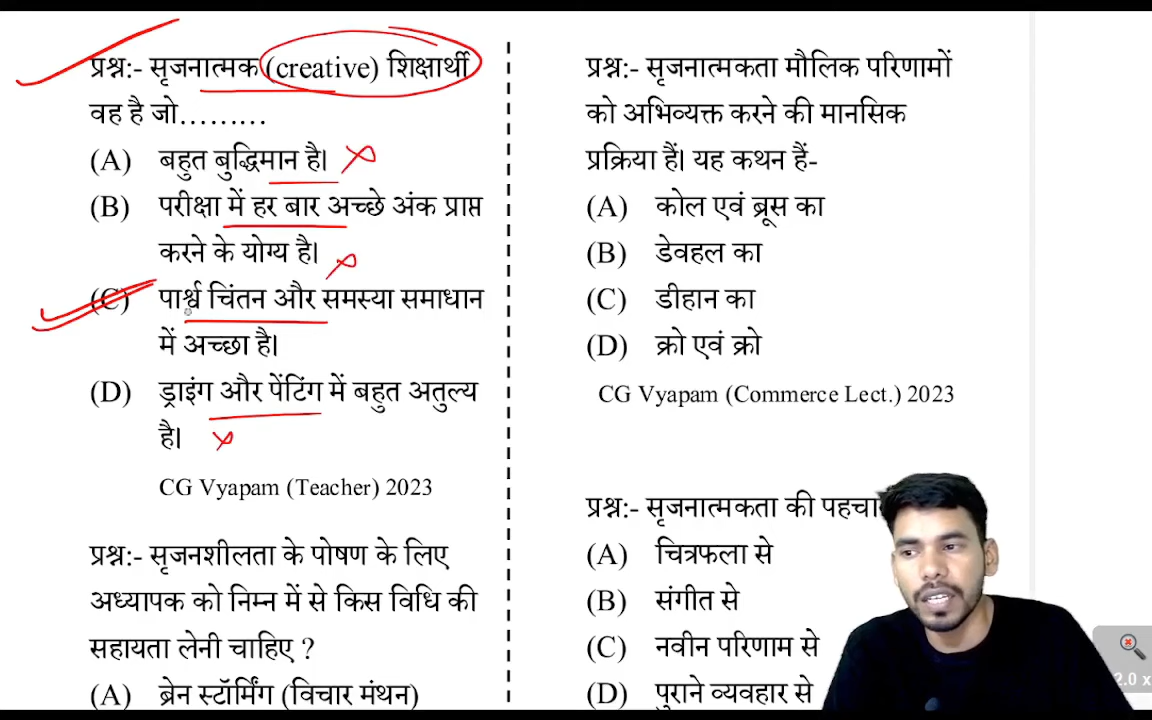 प्रश्न:- सृजनात्मक (creative) शिक्षार्थी
वह है जो.........
(A) बहुत बुद्धिमान है।
(B) परीक्षा में हर बार अच्छे अंक प्राप्त
करने के योग्य है।
(C) पार्श्व चिंतन और समस्या समाधान
में अच्छा है।
(D) ड्राइंग और पेंटिंग में बहुत अतुल्य
है।
CG Vyapam (Teacher) 2023
प्रश्न:- सृजनशीलता के पोषण के लिए
अध्यापक को निम्न में से किस विधि की
सहायता लेनी चाहिए ?
(A) ब्रेन स्टॉर्मिंग (विचार मंथन)
प्रश्न:- सृजनात्मकता मौलिक परिणामों
को अभिव्यक्त करने की मानसिक
प्रक्रिया हैं। यह कथन हैं-
(A) कोल एवं ब्रूस का
(B) डेवहल का
(C) डीहान का
(D) क्रो एवं क्रो
CG Vyapam (Commerce Lect.) 2023
प्रश्न:- सृजनात्मकता की
(A) चित्रफला से
(B) संगीत से
(C) नवीन परिणाम से
(D) पुराने व्यवहार से
2.0 x